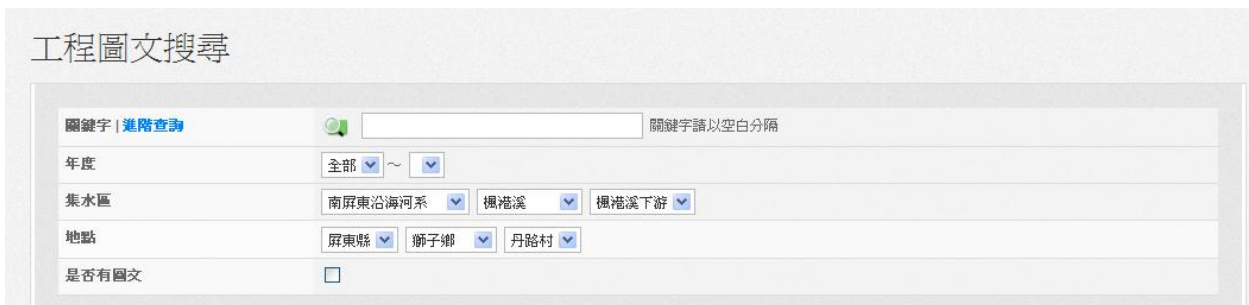 工程圖文搜尋
關鍵字 | 進階查詢 關鍵字請以空白分隔
年度 全部 ～
集水區 南屏東沿海河系 楓港溪 楓港溪下游
地點 屏東縣 獅子鄉 丹路村
是否有圖文